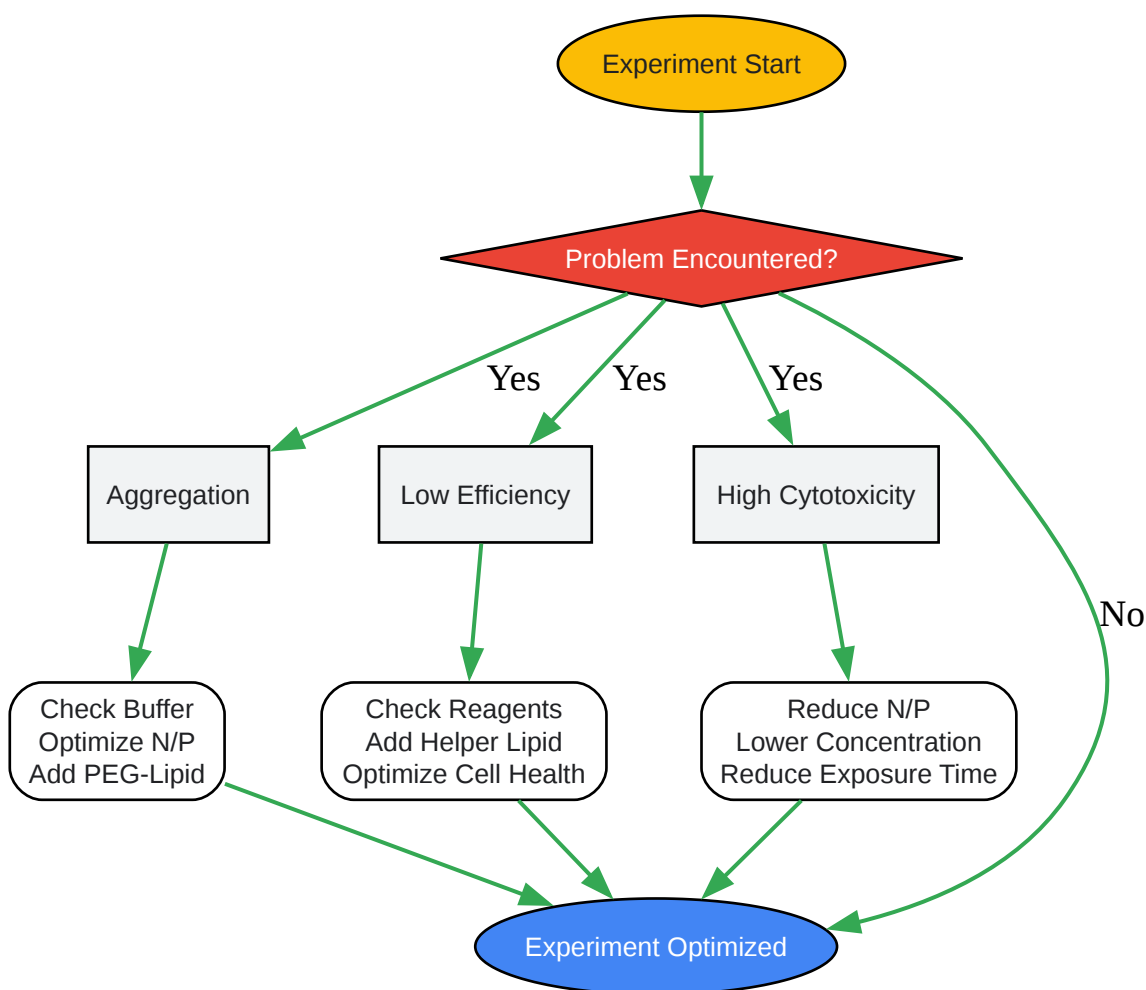 Experiment Start
Problem Encountered?
Yes
Yes
Yes
Aggregation
Low Efficiency
High Cytotoxicity
No
Check Buffer
Optimize N/P
Add PEG-Lipid
Check Reagents
Add Helper Lipid
Optimize Cell Health
Reduce N/P
Lower Concentration
Reduce Exposure Time
Experiment Optimized